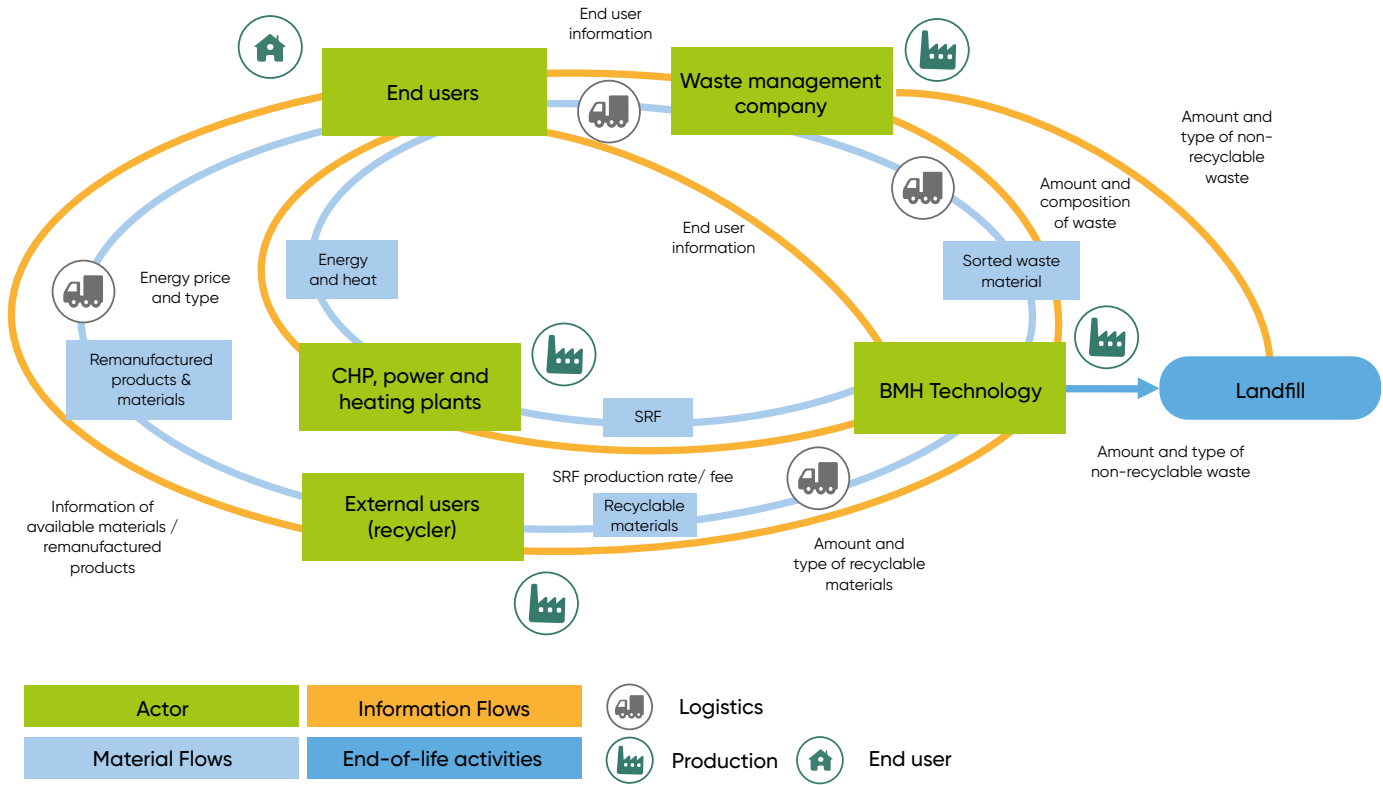 End user
information
End users
Waste management
company
Amount and
type of non-
recyclable
waste
Amount and
composition
of waste
End user
information
Energy
and heat
Sorted waste
material
Energy price
and type
Remanufactured
products &
materials
CHP, power and
heating plants
SRF
BMH Technology
Landfill
Amount and type of
non-recyclable waste
SRF production rate/ fee
External users
(recycler)
Recyclable
materials
Information of
available materials /
remanufactured
products
Amount and
type of recyclable
materials
Actor
Information Flows
Logistics
Material Flows
End-of-life activities
Production
End user